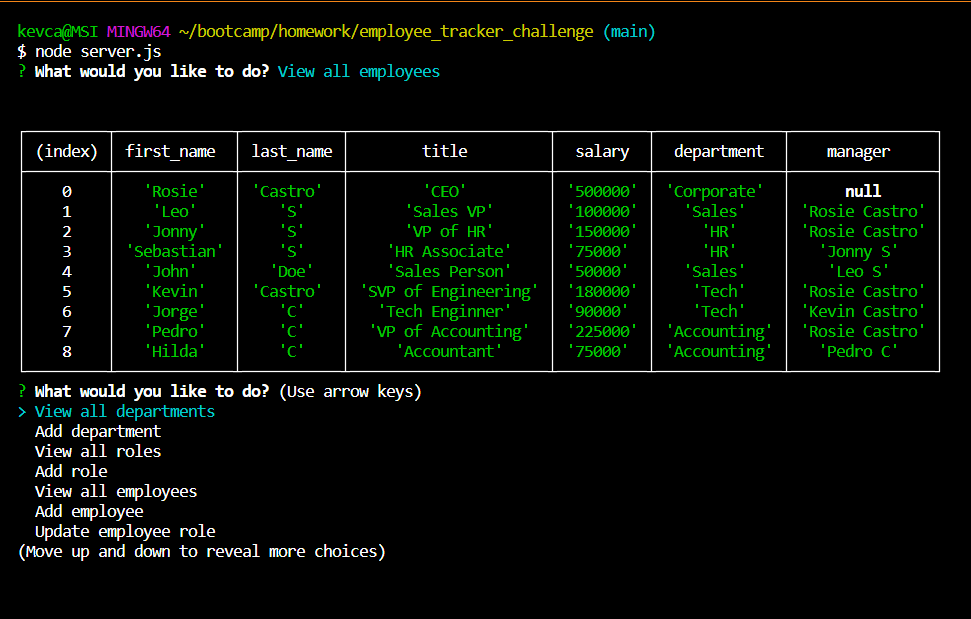 kevca@MSI MINGW64 ~/bootcamp/homework/employee_tracker_challenge (main)
$ node server.js
? What would you like to do? View all employees
(index) first_name last_name title salary department manager
0 'Rosie' 'Castro' 'CEO' '500000' 'Corporate' null
1 'Leo' 'S' 'Sales VP' '100000' 'Sales' 'Rosie Castro'
2 'Jonny' 'S' 'VP of HR' '150000' 'HR' 'Rosie Castro'
3 'Sebastian' 'S' 'HR Associate' '75000' 'HR' 'Jonny S'
4 'John' 'Doe' 'Sales Person' '50000' 'Sales' 'Leo S'
5 'Kevin' 'Castro' 'SVP of Engineering' '180000' 'Tech' 'Rosie Castro'
6 'Jorge' 'C' 'Tech Enginner' '90000' 'Tech' 'Kevin Castro'
7 'Pedro' 'C' 'VP of Accounting' '225000' 'Accounting' 'Rosie Castro'
8 'Hilda' 'C' 'Accountant' '75000' 'Accounting' 'Pedro C'
? What would you like to do? (Use arrow keys)
> View all departments
Add department
View all roles
Add role
View all employees
Add employee
Update employee role
(Move up and down to reveal more choices)